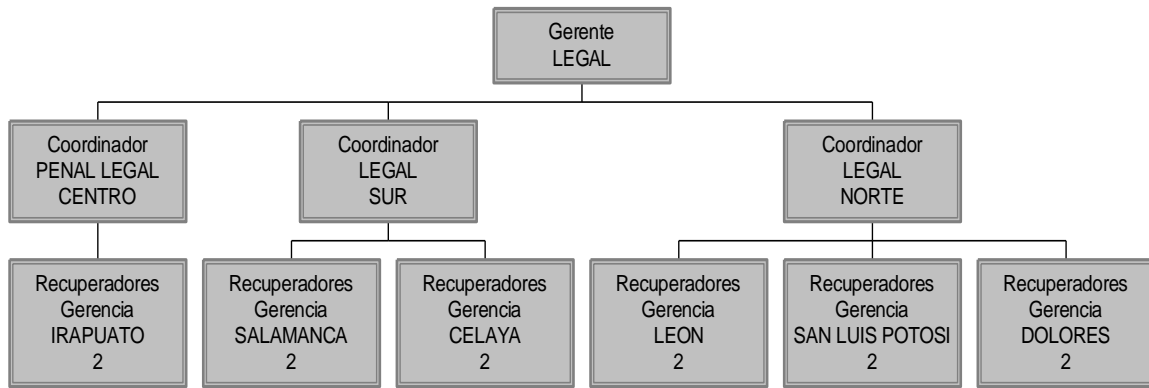 Gerente
LEGAL
Coordinador
PENAL LEGAL
CENTRO
Coordinador
LEGAL
SUR
Coordinador
LEGAL
NORTE
Recuperadores
Gerencia
IRAPUATO
2
Recuperadores
Gerencia
SALAMANCA
2
Recuperadores
Gerencia
CELAYA
2
Recuperadores
Gerencia
LEON
2
Recuperadores
Gerencia
SAN LUIS POTOSI
2
Recuperadores
Gerencia
DOLORES
2